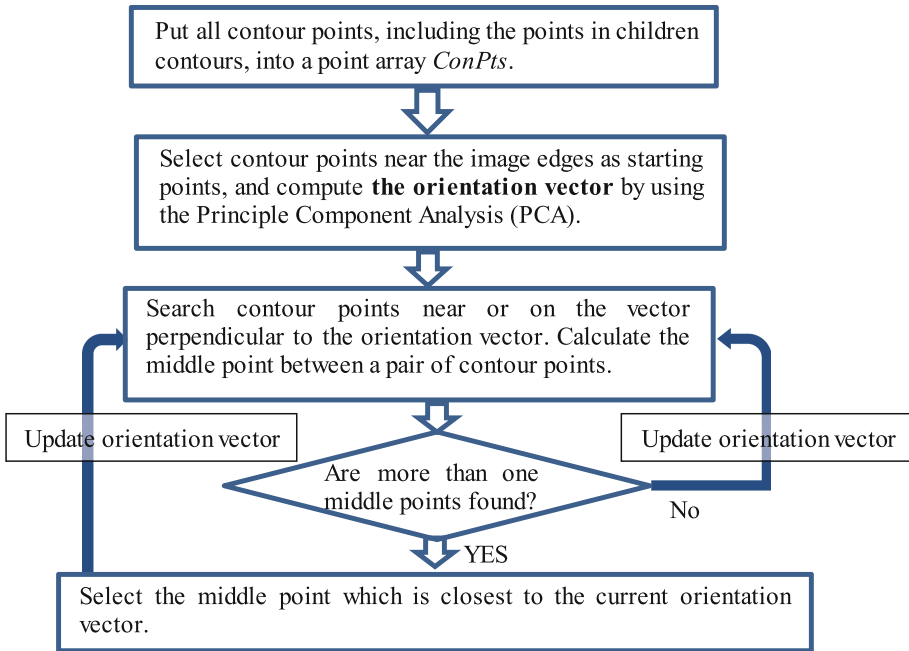 Put all contour points, including the points in children
contours, into a point array ConPts.
Select contour points near the image edges as starting
points, and compute the orientation vector by using
the Principle Component Analysis (PCA).
Search contour points near or on the vector
perpendicular to the orientation vector. Calculate the
middle point between a pair of contour points.
Update orientation vector
Update orientation vector
Are more than one
middle points found?
No
YES
Select the middle point which is closest to the current orientation
vector.